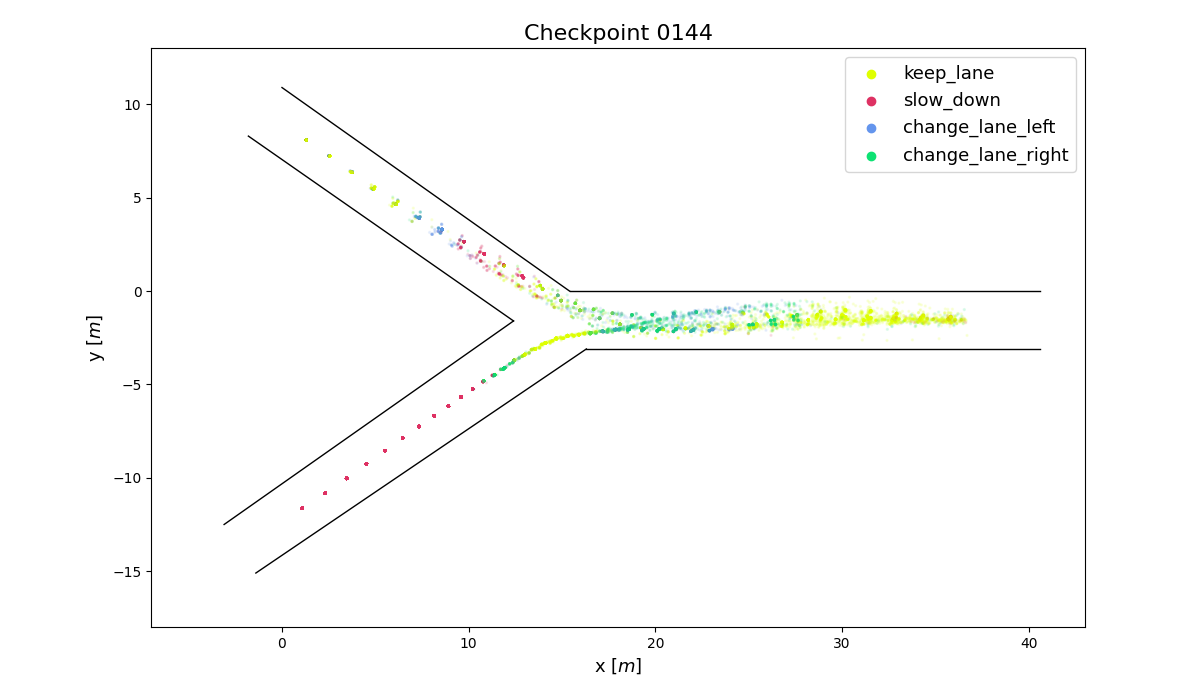 Checkpoint 0144
keep_lane
slow_down
change_lane_left
change_lane_right
10
5
0
−5
−10
−15
y [m]
0
10
20
30
40
x [m]